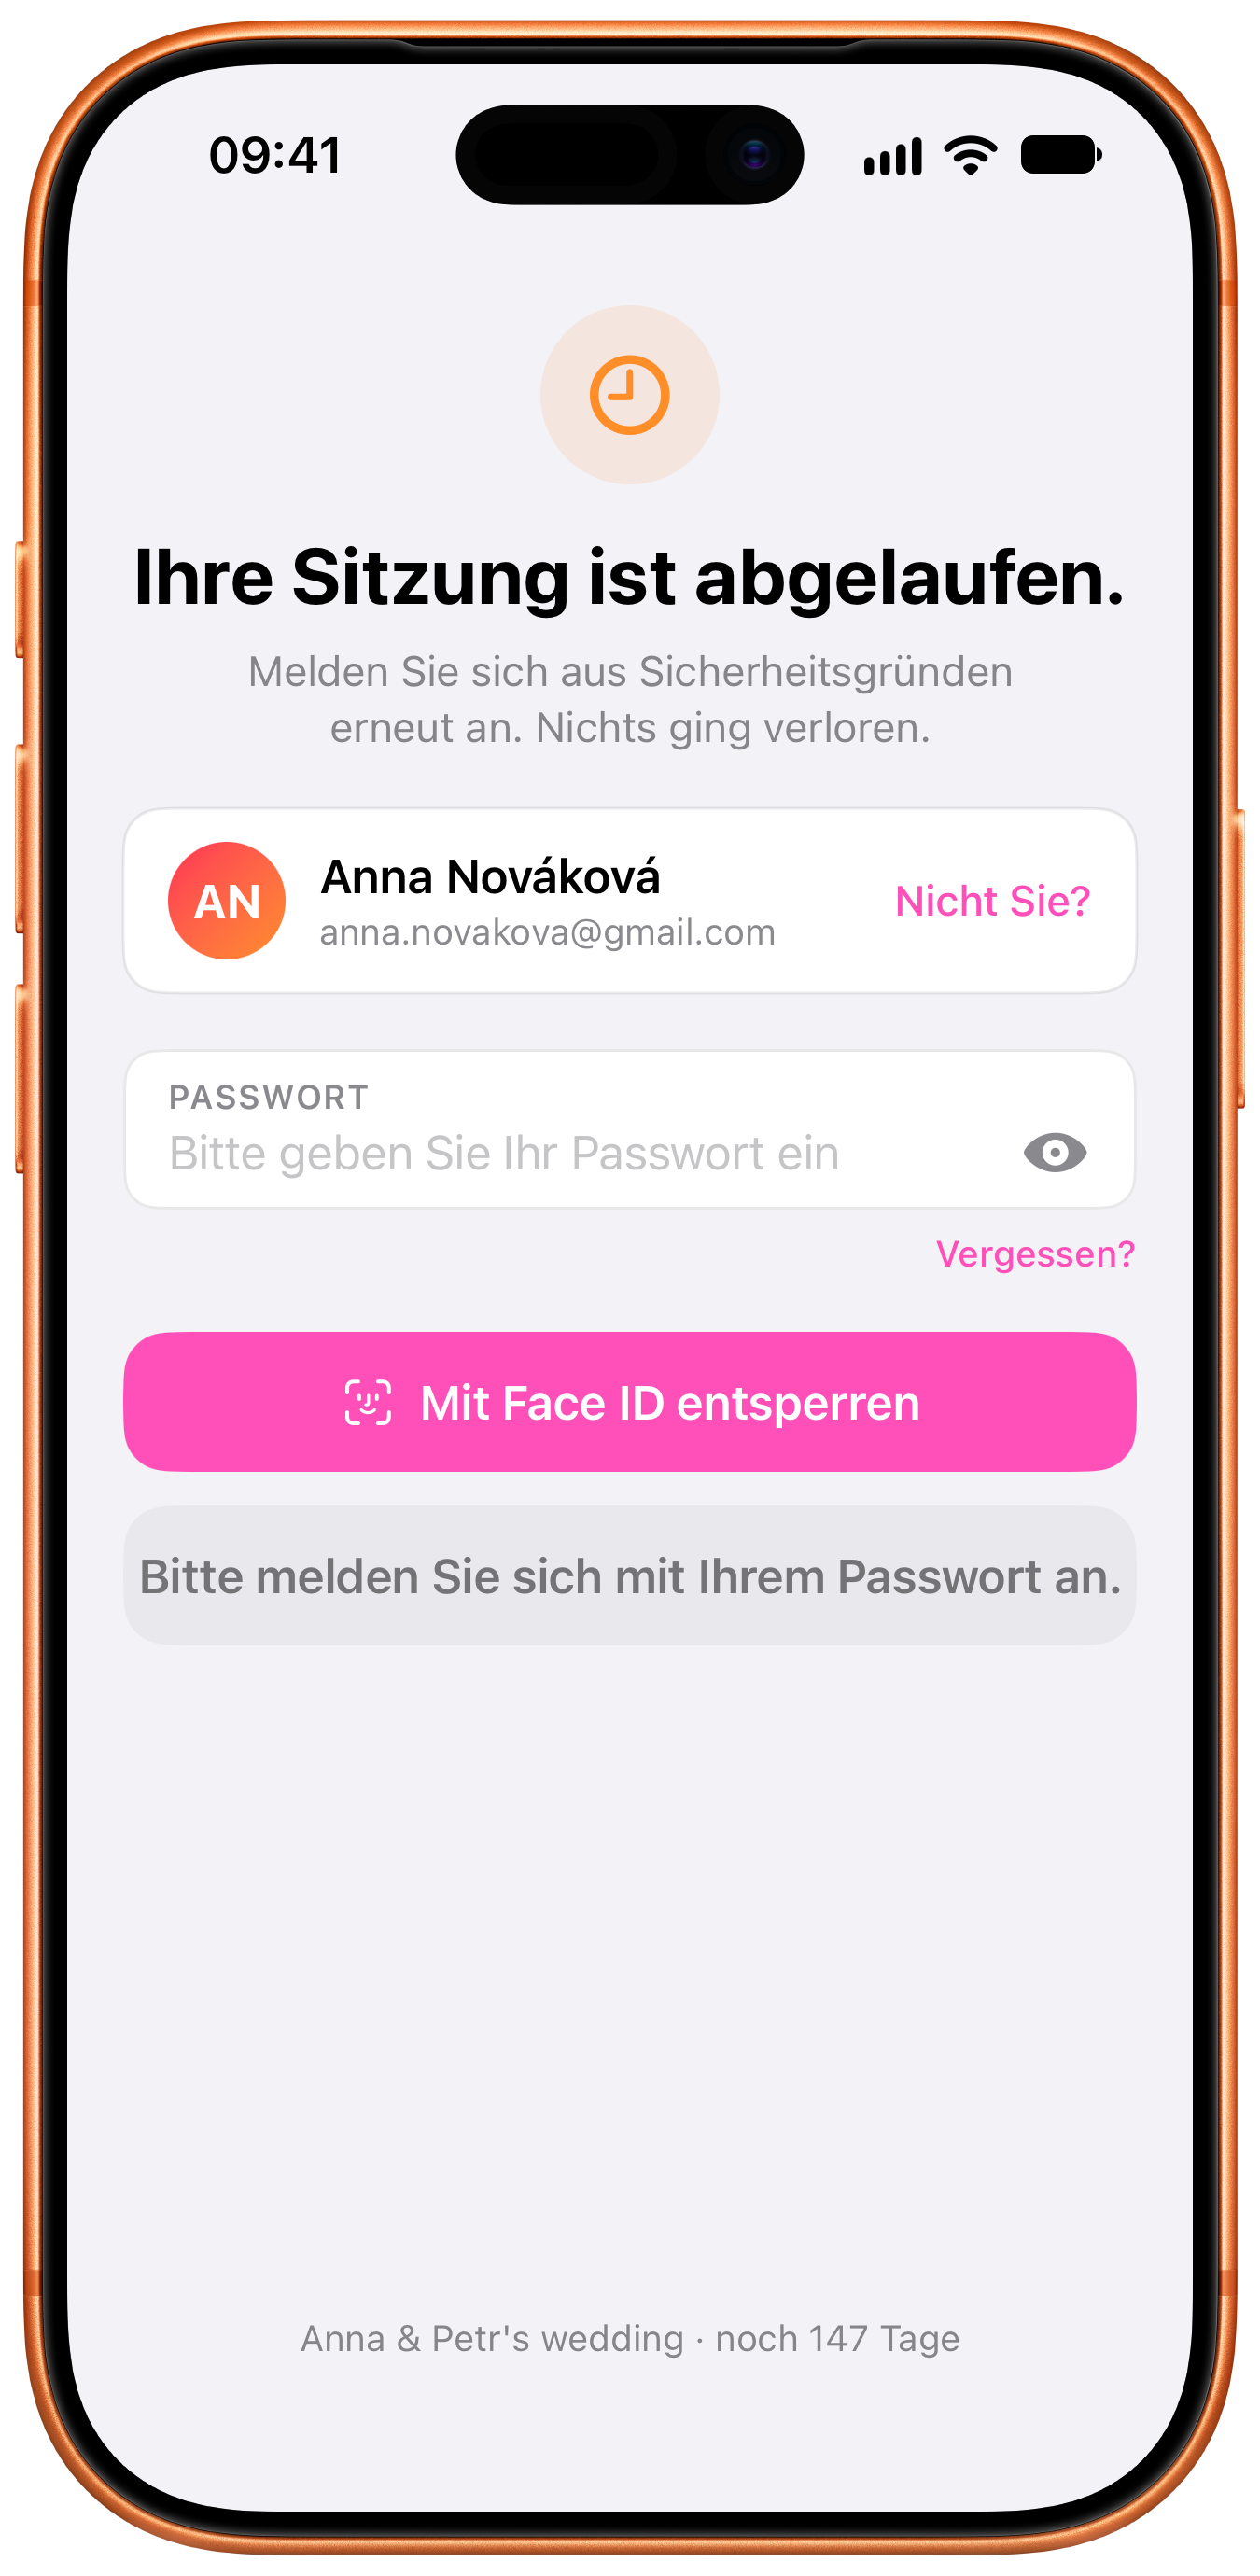 09:41
Ihre Sitzung ist abgelaufen.
Melden Sie sich aus Sicherheitsgründen
erneut an. Nichts ging verloren.
AN
Anna Nováková
anna.novakova@gmail.com
Nicht Sie?
PASSWORT
Bitte geben Sie Ihr Passwort ein
Vergessen?
Mit Face ID entsperren
Bitte melden Sie sich mit Ihrem Passwort an.
Anna & Petr's wedding · noch 147 Tage